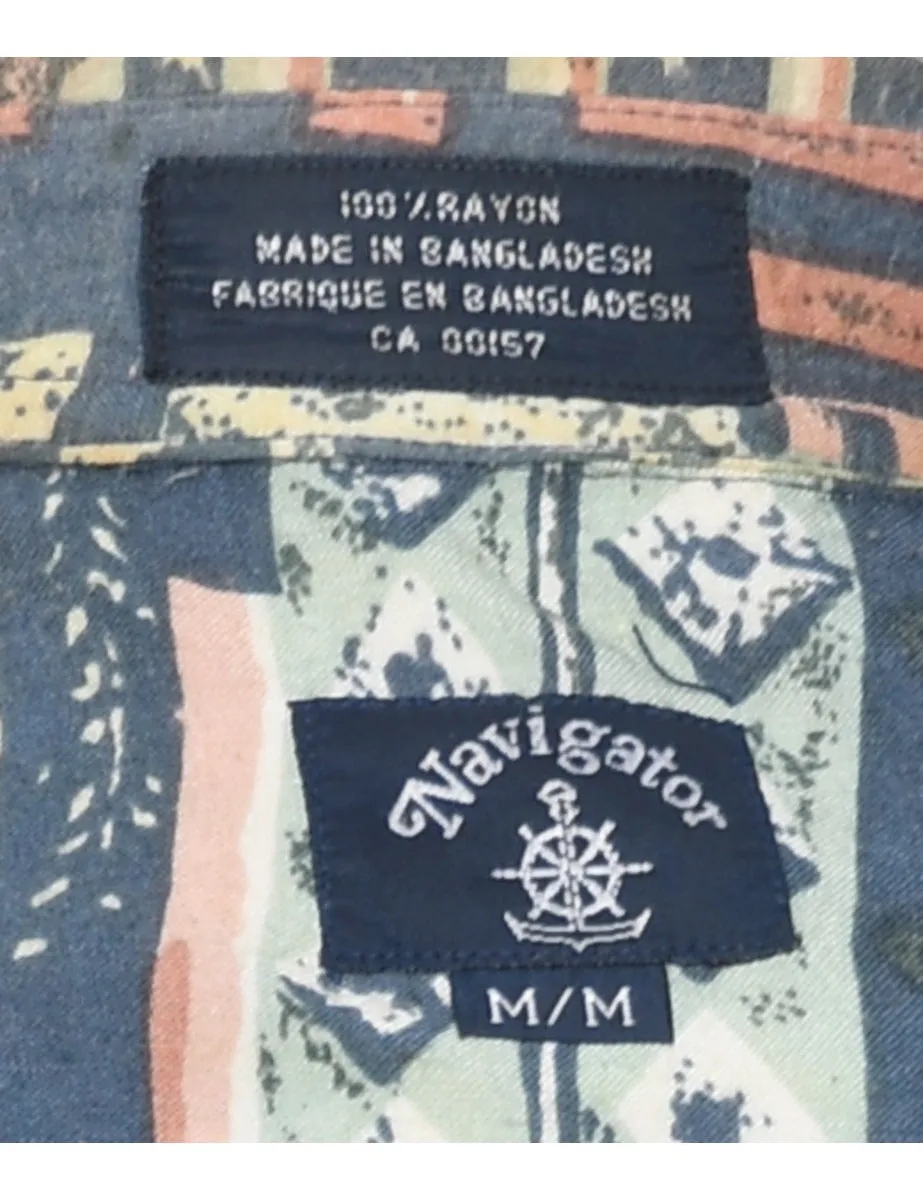 100% RAYON
MADE IN BANGLADESH
FABRIQUE EN BANGLADESH
CA 00157
Navigator
M/M